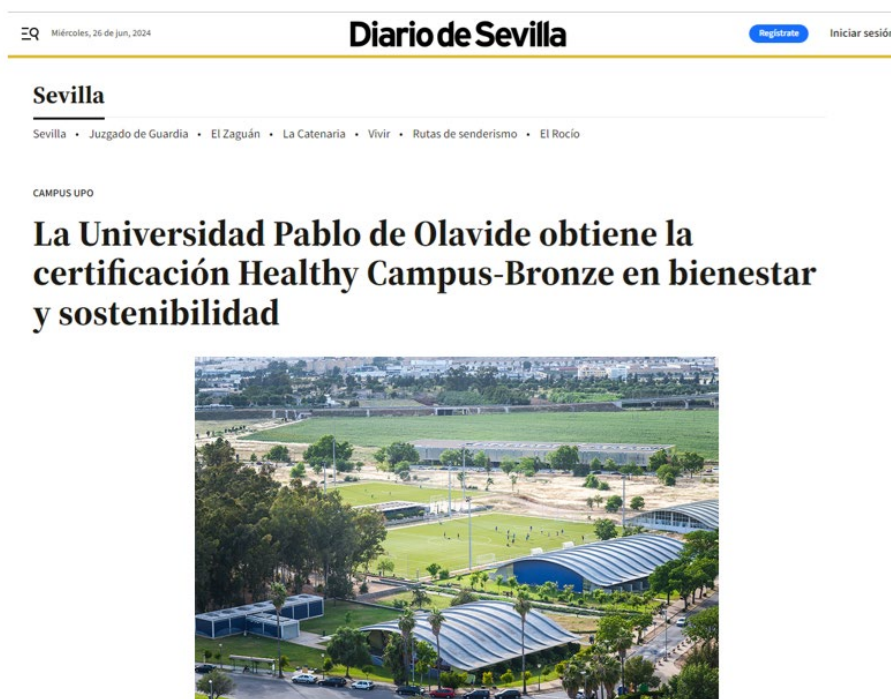 Miércoles, 26 de jun, 2024
Diario de Sevilla
Regístrate
Iniciar sesión
Sevilla
Sevilla • Juzgado de Guardia • El Zaguán • La Catenaria • Vivir • Rutas de senderismo • El Rocío
CAMPUS UPO
La Universidad Pablo de Olavide obtiene la
certificación Healthy Campus-Bronze en bienestar
y sostenibilidad